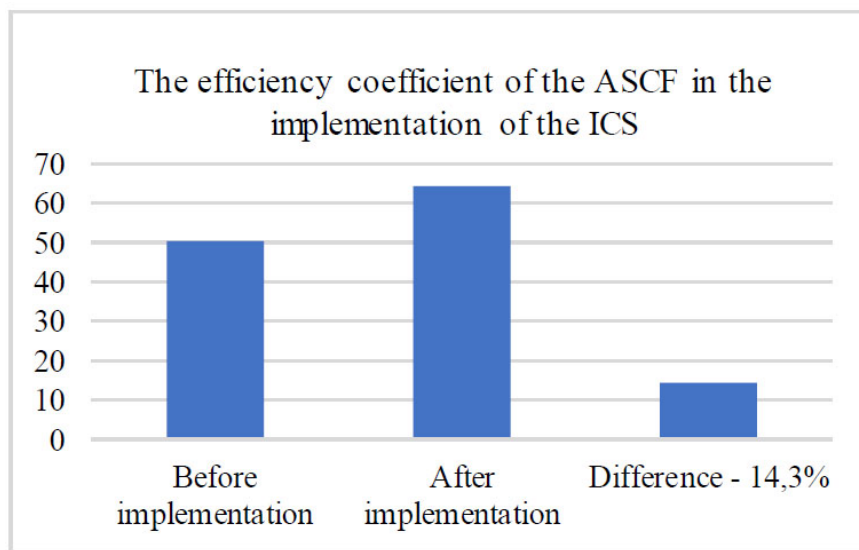 The efficiency coefficient of the ASCF in the
implementation of the ICS
70
60
50
40
30
20
10
0
Before
implementation
After
implementation
Difference - 14,3%